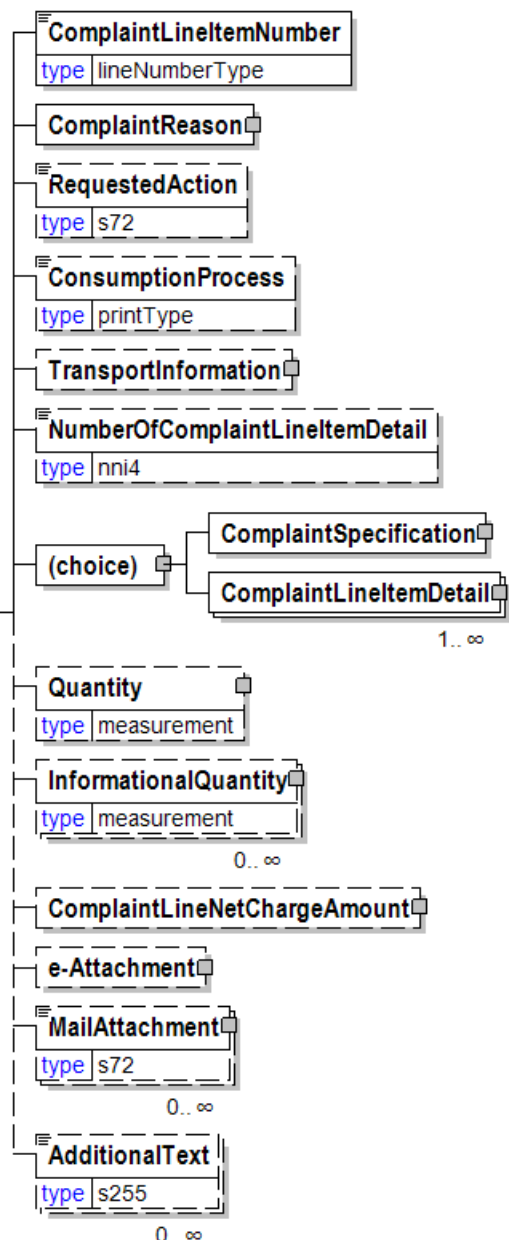 ComplaintLineItemNumber
type lineNumberType
ComplaintReason
RequestedAction
type s72
ConsumptionProcess
type printType
TransportInformation
NumberOfComplaintLineItemDetail
type nni4
(choice)
ComplaintSpecification
ComplaintLineItemDetail
1.. ∞
Quantity
type measurement
InformationalQuantity
type measurement
0.. ∞
ComplaintLineNetChargeAmount
e-Attachment
MailAttachment
type s72
0.. ∞
AdditionalText
type s255
0.. ∞